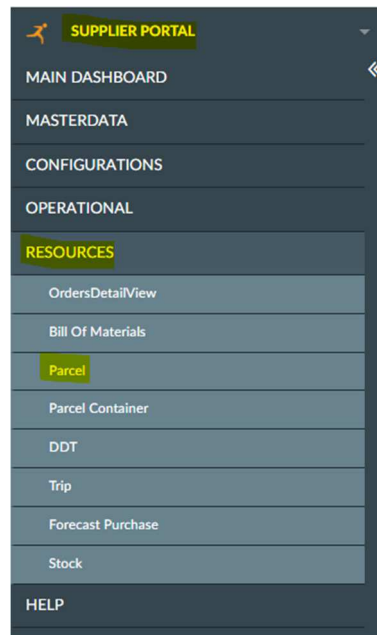 SUPPLIER PORTAL
MAIN DASHBOARD
MASTERDATA
CONFIGURATIONS
OPERATIONAL
RESOURCES
OrdersDetailView
Bill Of Materials
Parcel
Parcel Container
DDT
Trip
Forecast Purchase
Stock
HELP